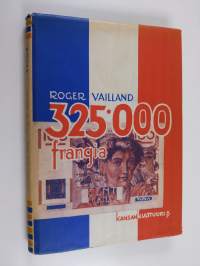 ROGER VAILLAND
325·000
frangia
KANSANKULTTUURI